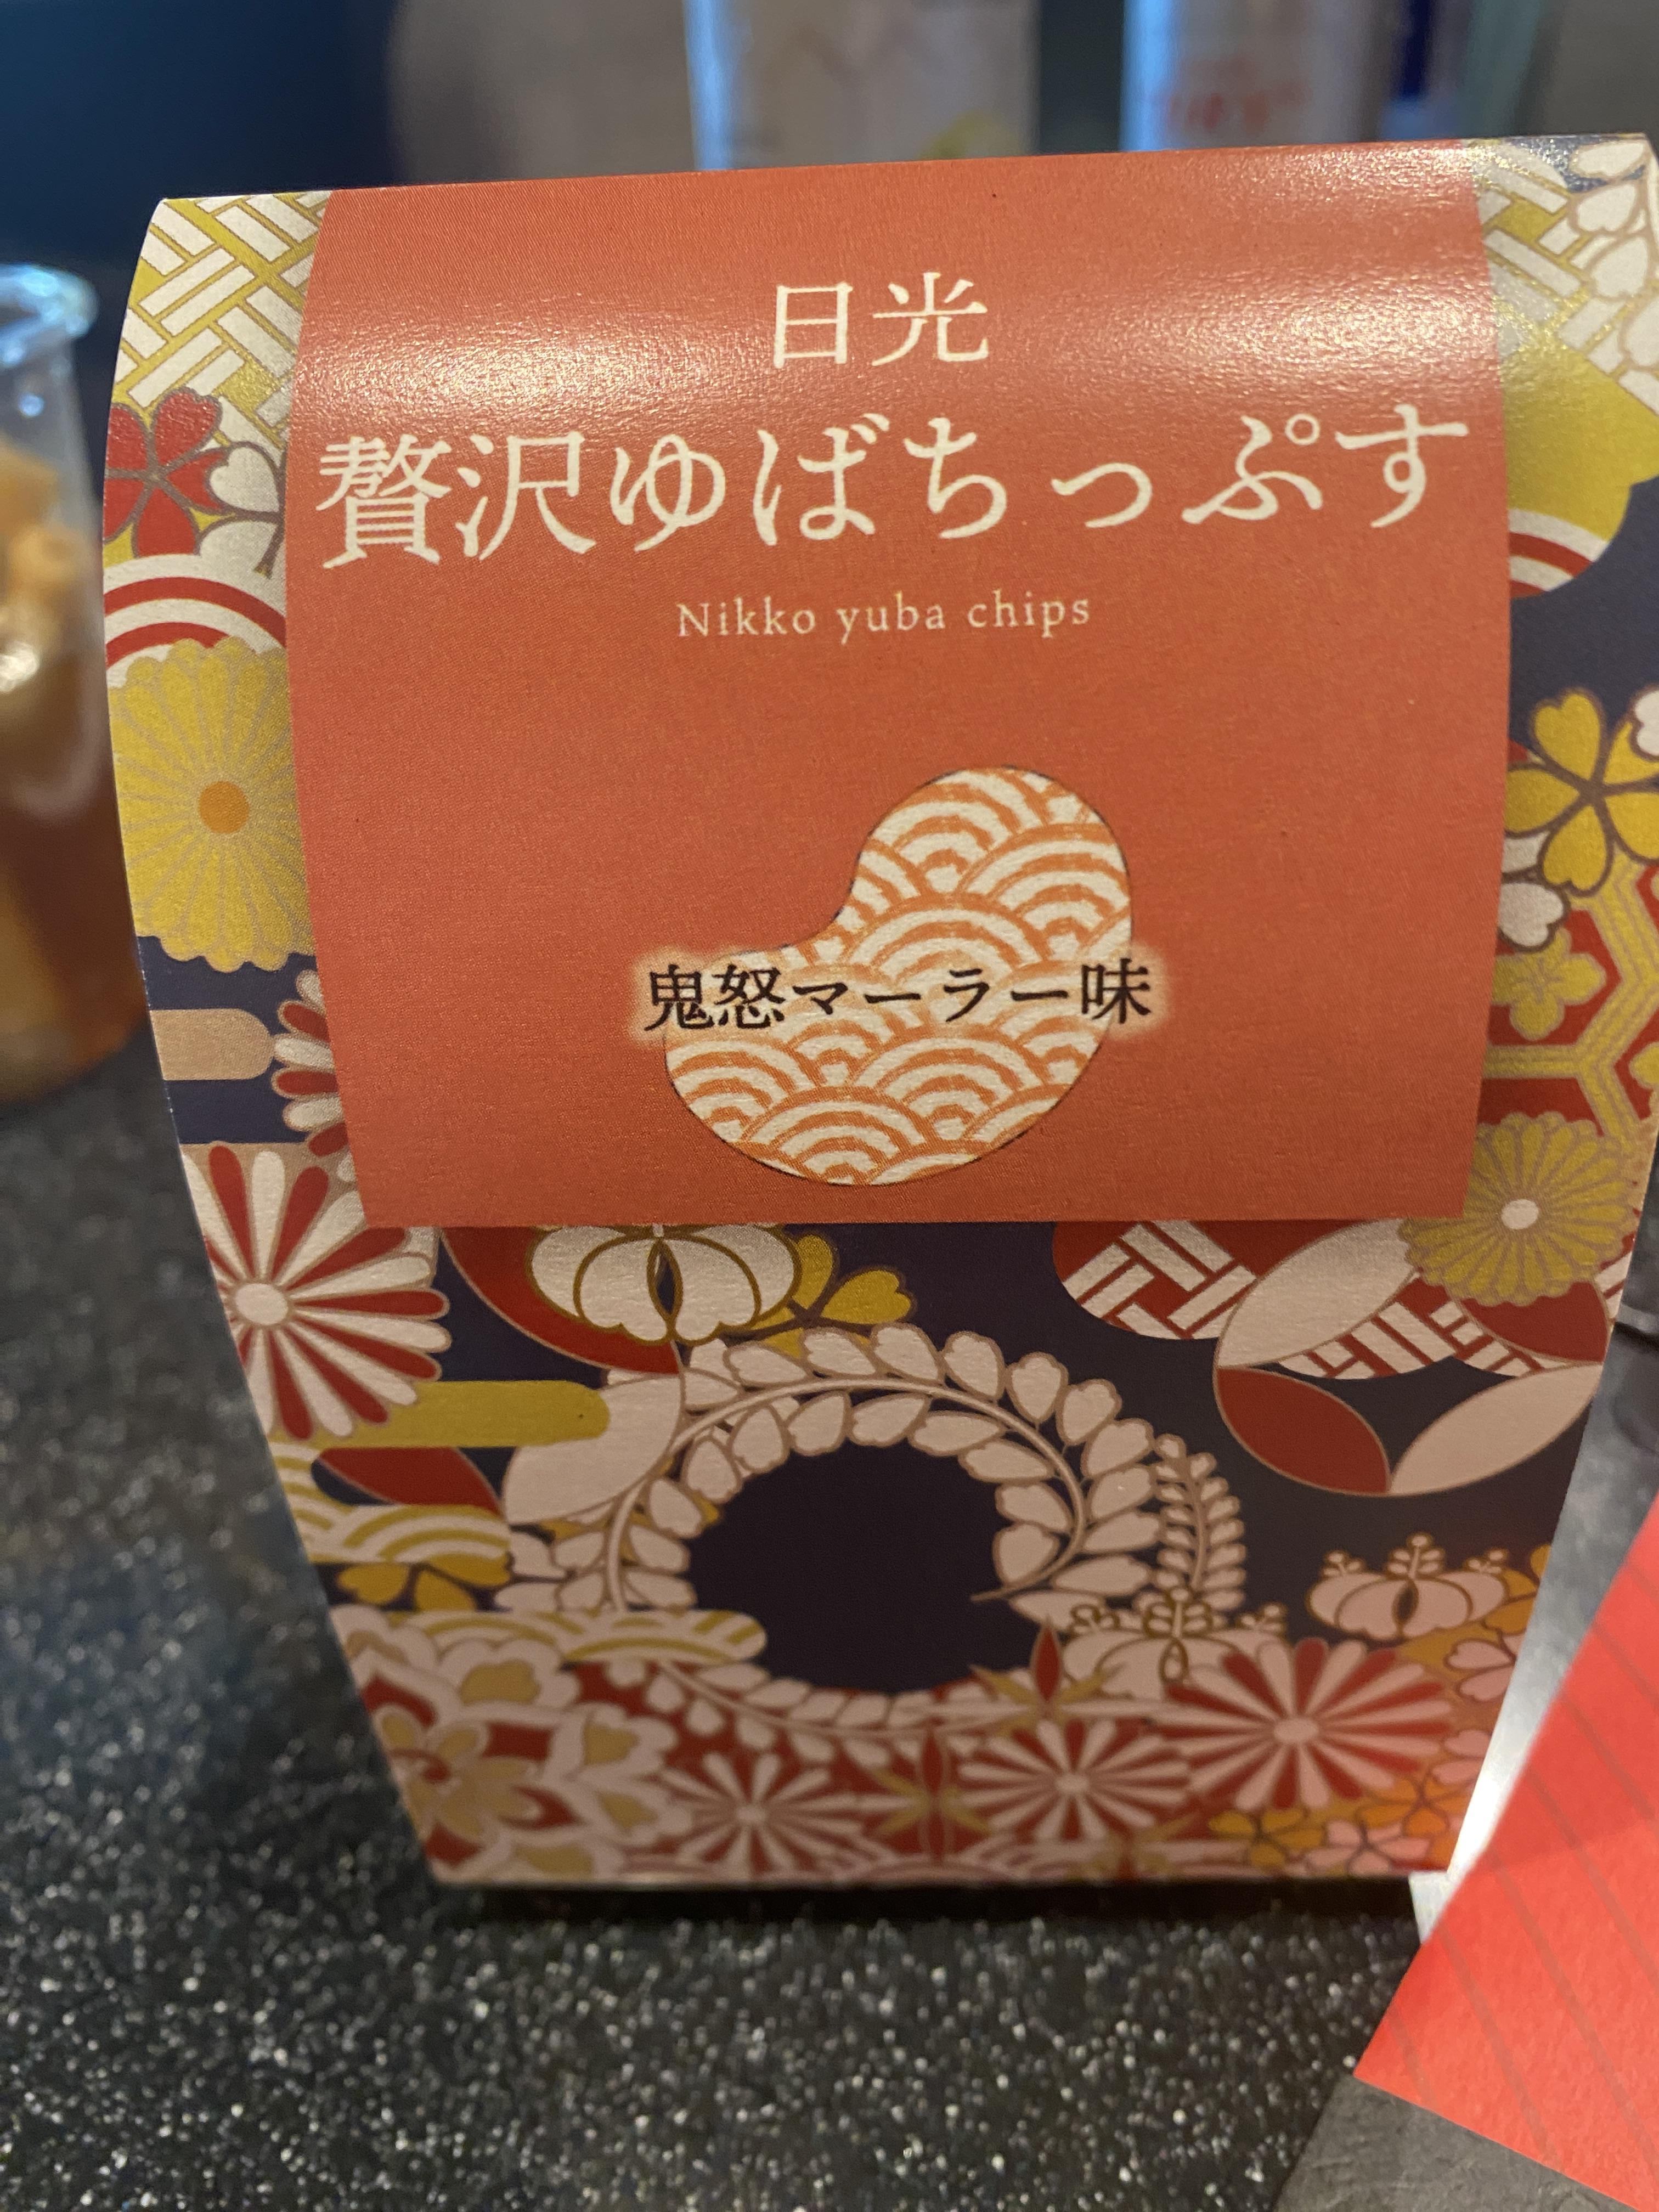 日光
贅沢ゆばちっぷす
Nikko yuba chips
鬼怒マーラー味